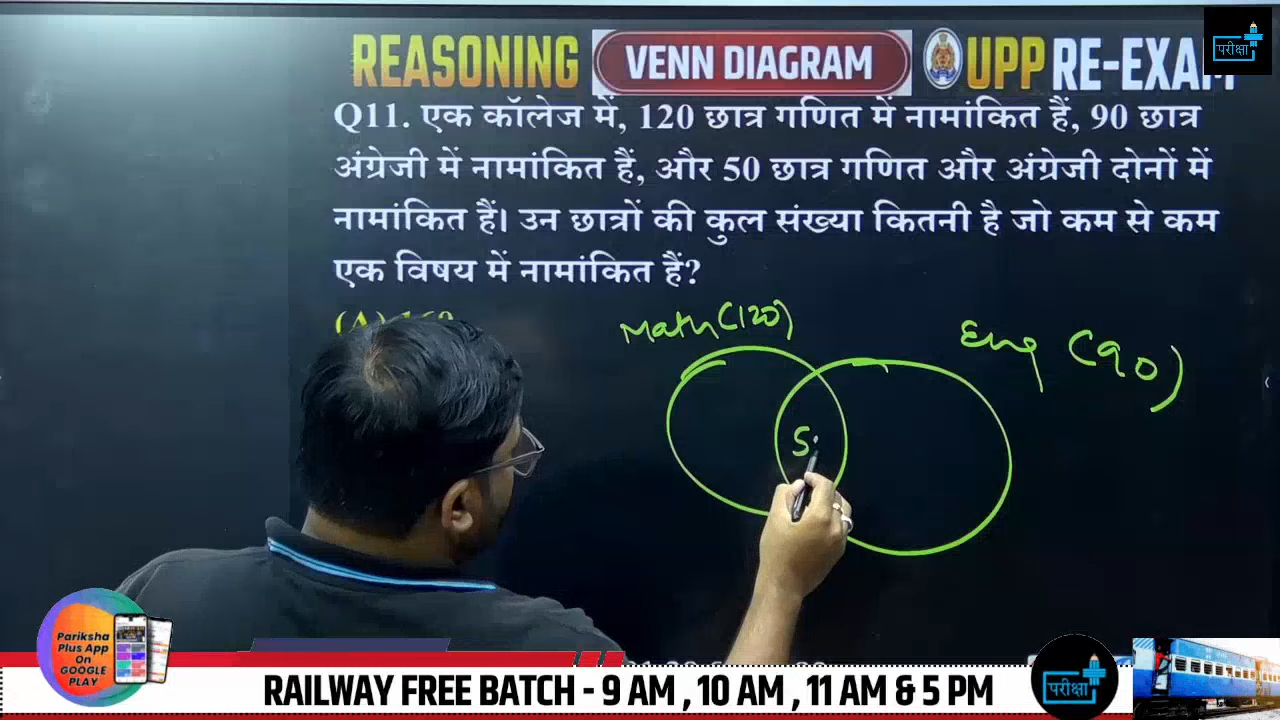 REASONING VENN DIAGRAM UPP RE-EXAM
परीक्षा
Q11. एक कॉलेज में, 120 छात्र गणित में नामांकित हैं, 90 छात्र
अंग्रेजी में नामांकित हैं, और 50 छात्र गणित और अंग्रेजी दोनों में
नामांकित हैं। उन छात्रों की कुल संख्या कितनी है जो कम से कम
एक विषय में नामांकित हैं?
(A)
Math (120)
Eng (90)
5
Pariksha
Plus App
On
GOOGLE
PLAY
RAILWAY FREE BATCH - 9 AM , 10 AM , 11 AM & 5 PM
परीक्षा